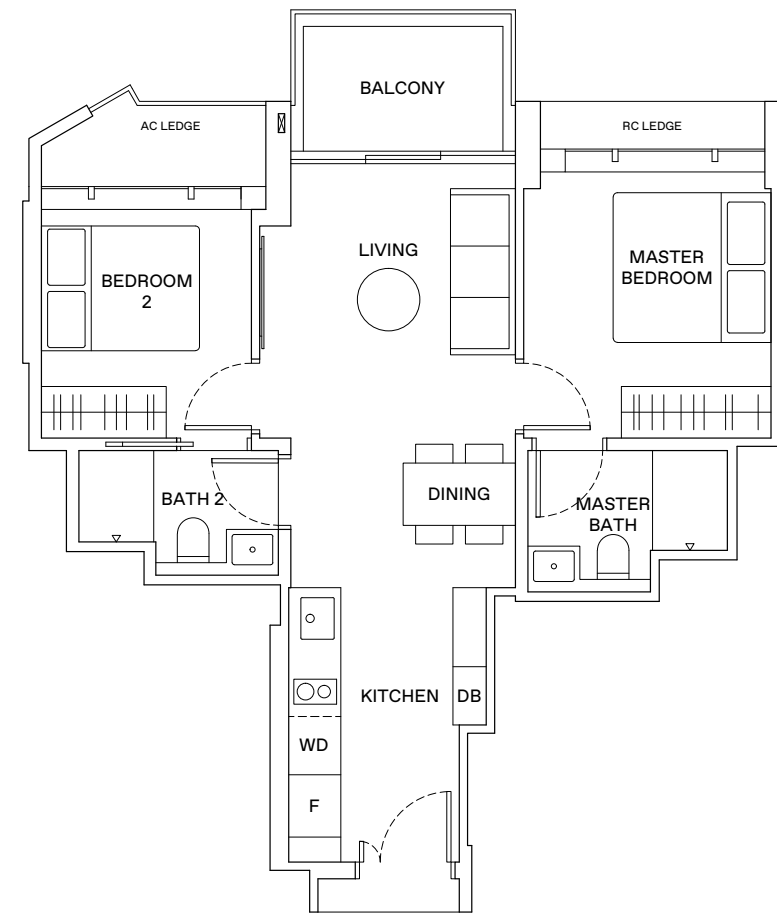 BALCONY
AC LEDGE
RC LEDGE
LIVING
MASTER
BEDROOM
BEDROOM
2
DINING
BATH 2
MASTER
BATH
KITCHEN
DB
WD
F